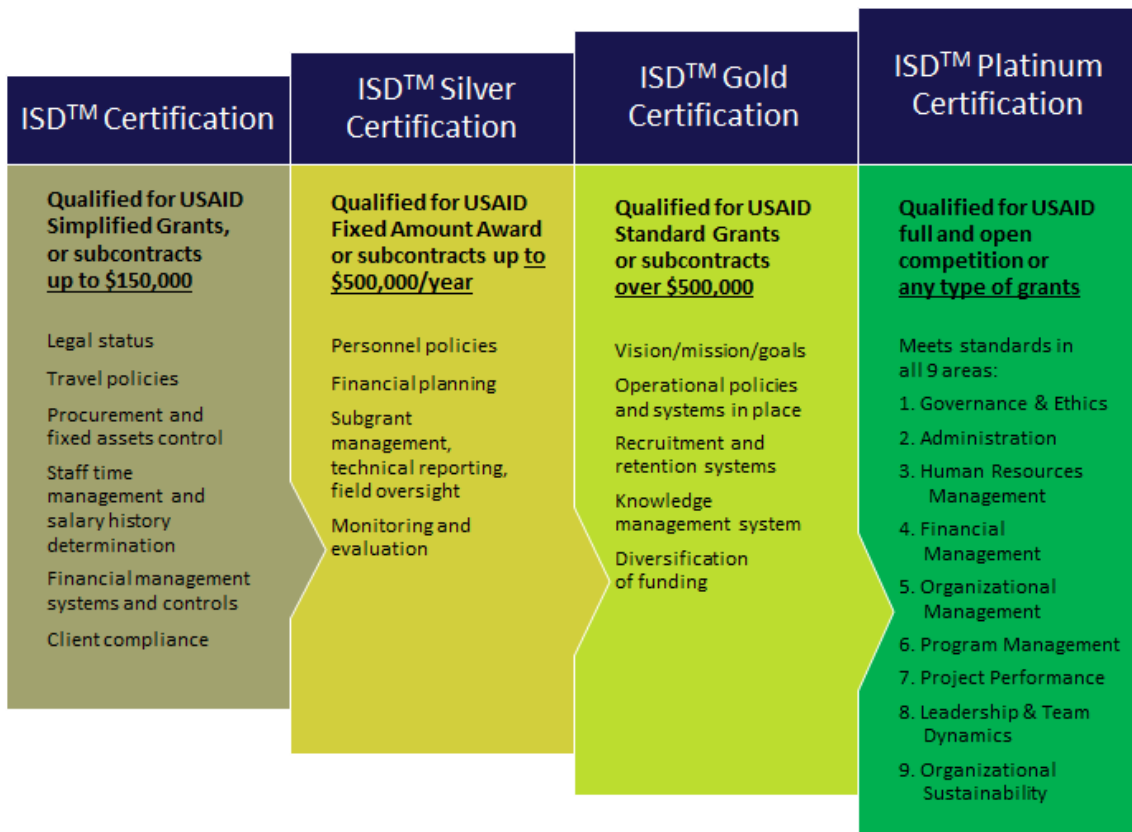 ISD™ Certification
Qualified for USAID
Simplified Grants,
or subcontracts
up to $150,000
Legal status
Travel policies
Procurement and
fixed assets control
Staff time
management and
salary history
determination
Financial management
systems and controls
Client compliance
ISD™ Silver
Certification
Qualified for USAID
Fixed Amount Award
or subcontracts up to
$500,000/year
Personnel policies
Financial planning
Subgrant
management,
technical reporting,
field oversight
Monitoring and
evaluation
ISD™ Gold
Certification
Qualified for USAID
Standard Grants
or subcontracts
over $500,000
Vision/mission/goals
Operational policies
and systems in place
Recruitment and
retention systems
Knowledge
management system
Diversification
of funding
ISD™ Platinum
Certification
Qualified for USAID
full and open
competition or
any type of grants
Meets standards in
all 9 areas:
1. Governance & Ethics
2. Administration
3. Human Resources
Management
4. Financial
Management
5. Organizational
Management
6. Program Management
7. Project Performance
8. Leadership & Team
Dynamics
9. Organizational
Sustainability